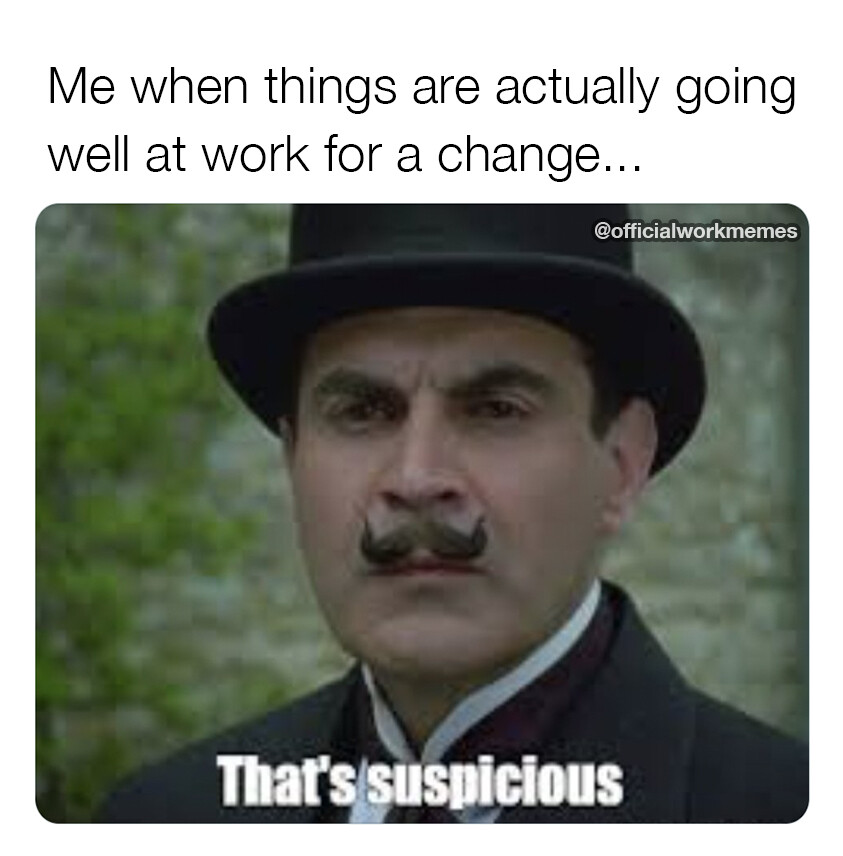 Me when things are actually going
well at work for a change...
@officialworkmemes
That's suspicious